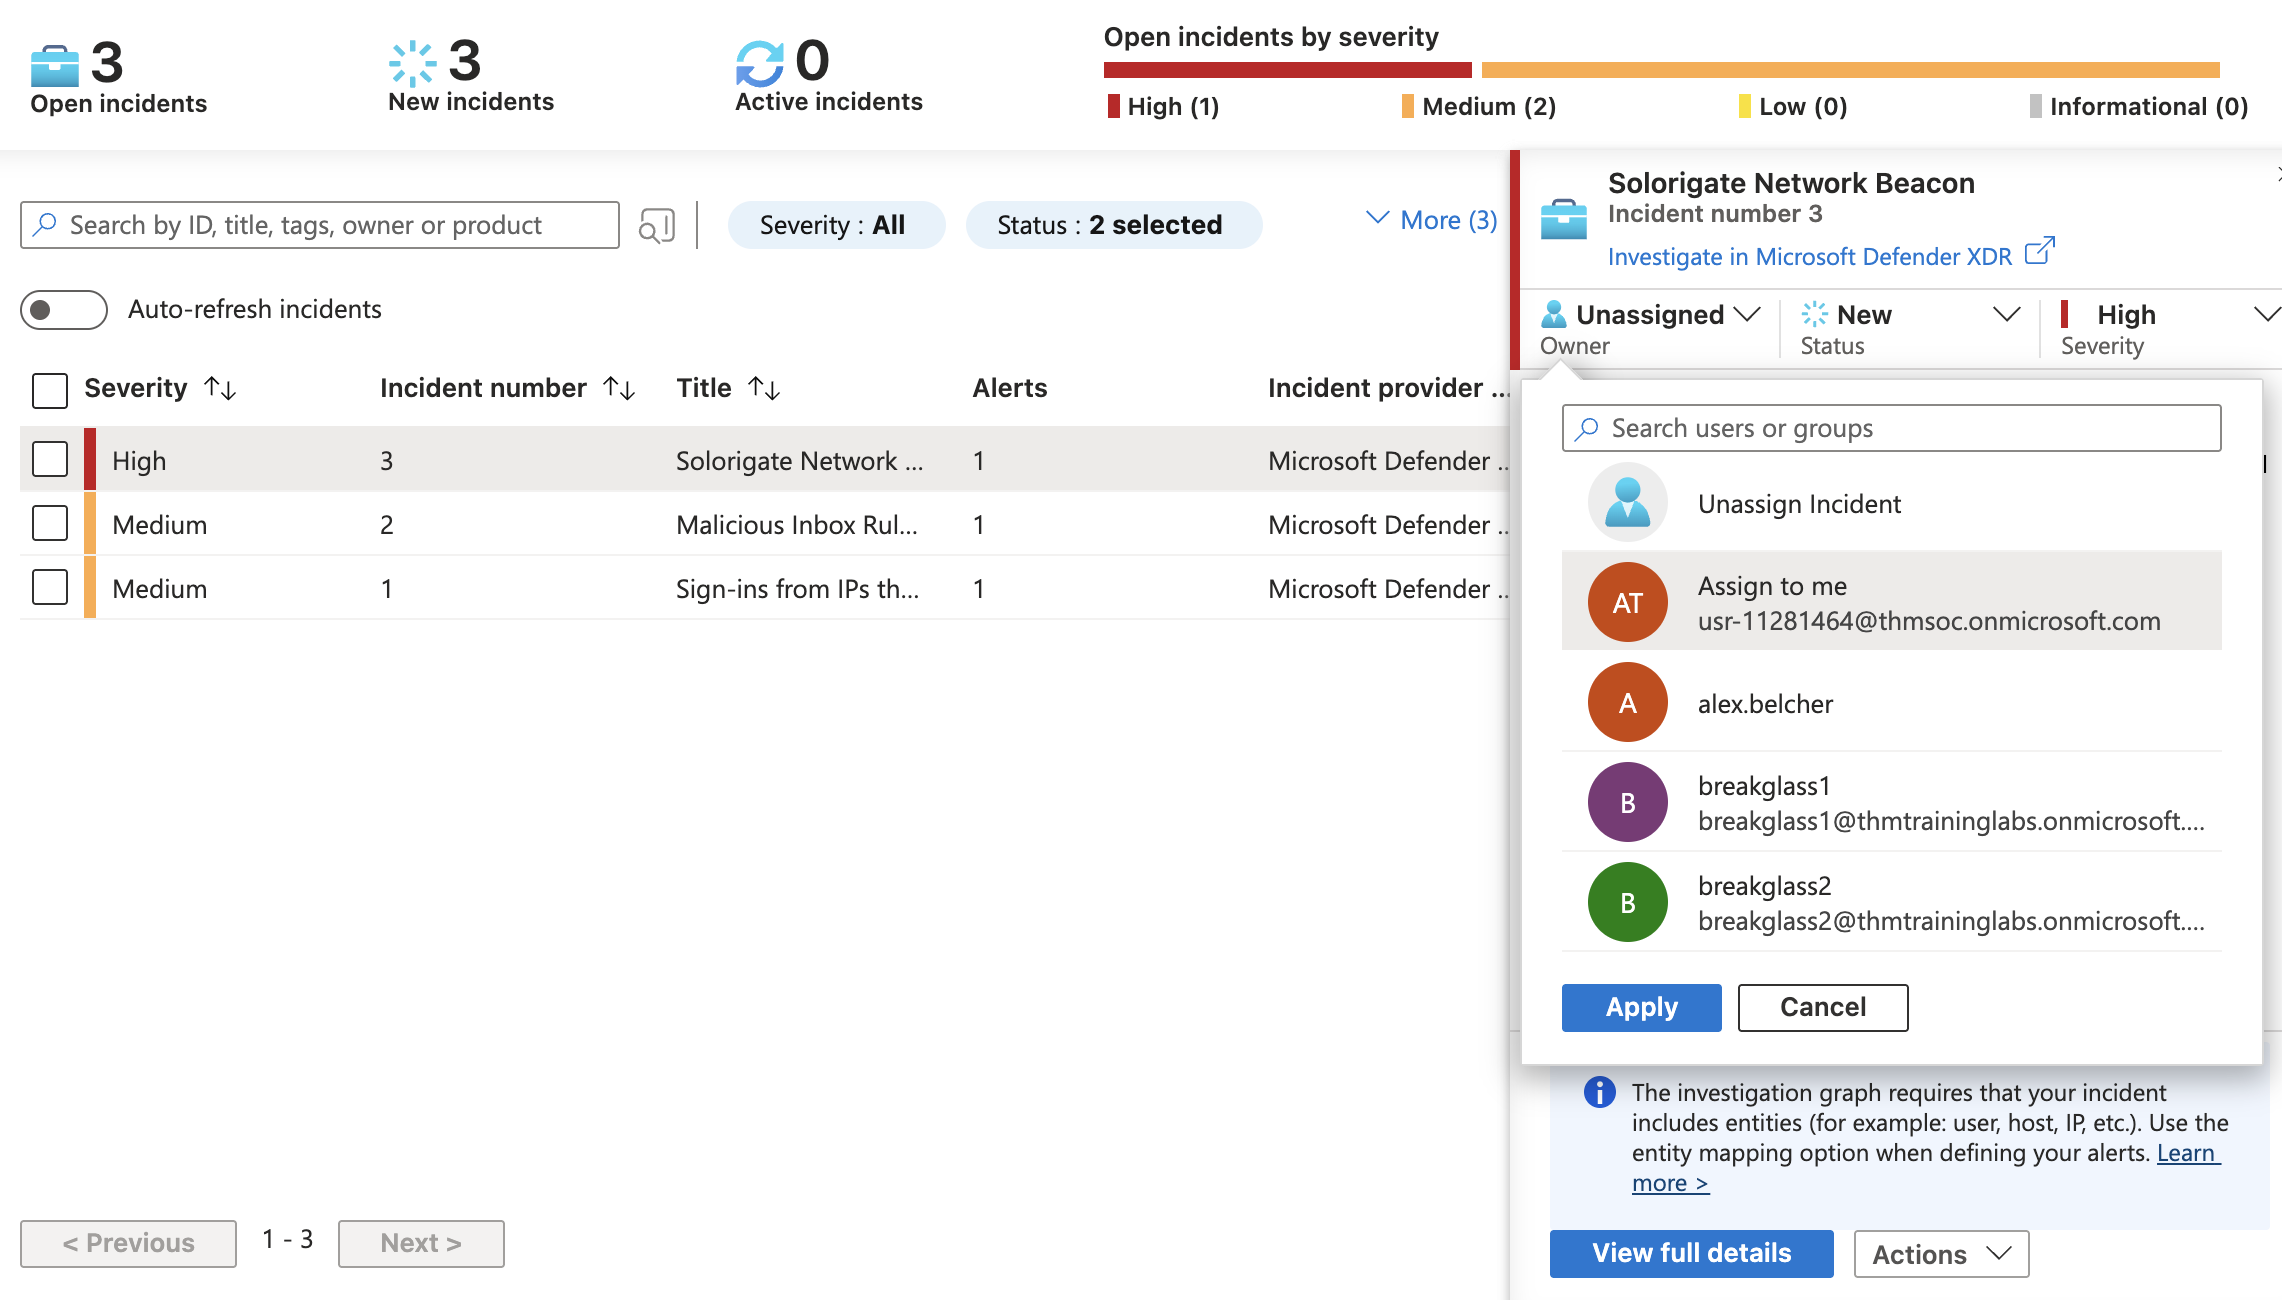 3
Open incidents
3
New incidents
0
Active incidents
Open incidents by severity
High (1)
Medium (2)
Low (0)
Informational (0)
Search by ID, title, tags, owner or product
Severity : All
Status : 2 selected
More (3)
Auto-refresh incidents
Severity
Incident number
Title
Alerts
Incident provider ...
High
3
Solorigate Network ...
1
Microsoft Defender ..
Medium
2
Malicious Inbox Rul...
1
Microsoft Defender ..
Medium
1
Sign-ins from IPs th...
1
Microsoft Defender ..
< Previous
1 - 3
Next >
Solorigate Network Beacon
Incident number 3
Investigate in Microsoft Defender XDR
Unassigned
Owner
New
Status
High
Severity
Search users or groups
Unassign Incident
AT
Assign to me
usr-11281464@thmsoc.onmicrosoft.com
A
alex.belcher
B
breakglass1
breakglass1@thmtraininglabs.onmicrosoft....
B
breakglass2
breakglass2@thmtraininglabs.onmicrosoft....
Apply
Cancel
The investigation graph requires that your incident
includes entities (for example: user, host, IP, etc.). Use the
entity mapping option when defining your alerts. Learn
more >
View full details
Actions